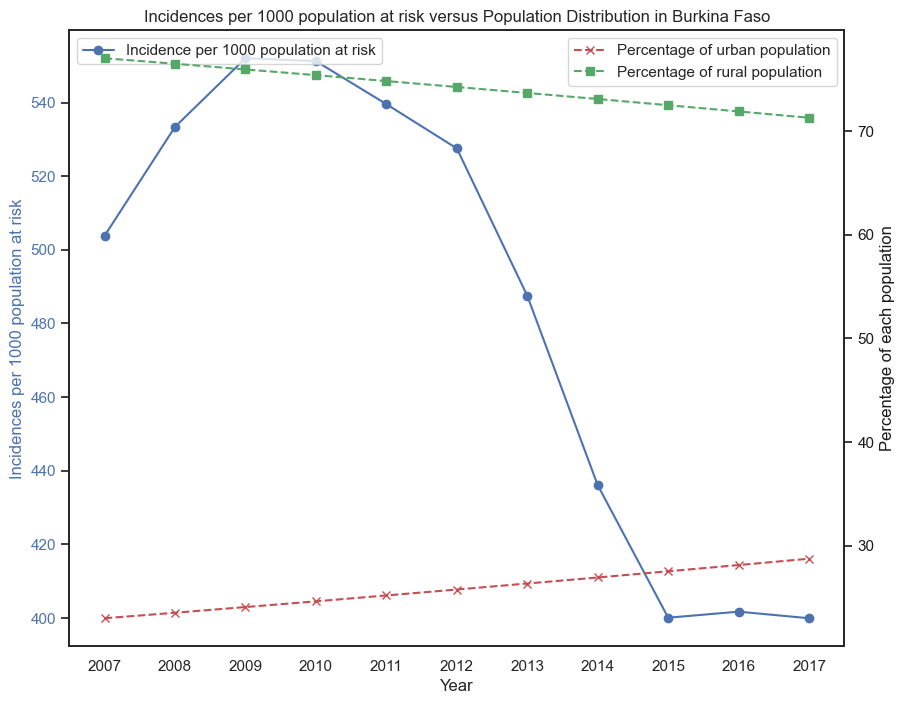 Incidences per 1000 population at risk versus Population Distribution in Burkina Faso
Incidence per 1000 population at risk
Percentage of urban population
Percentage of rural population
Incidences per 1000 population at risk
540
520
500
480
460
440
420
400
70
60
50
40
30
Percentage of each population
2007 2008 2009 2010 2011 2012 2013 2014 2015 2016 2017
Year